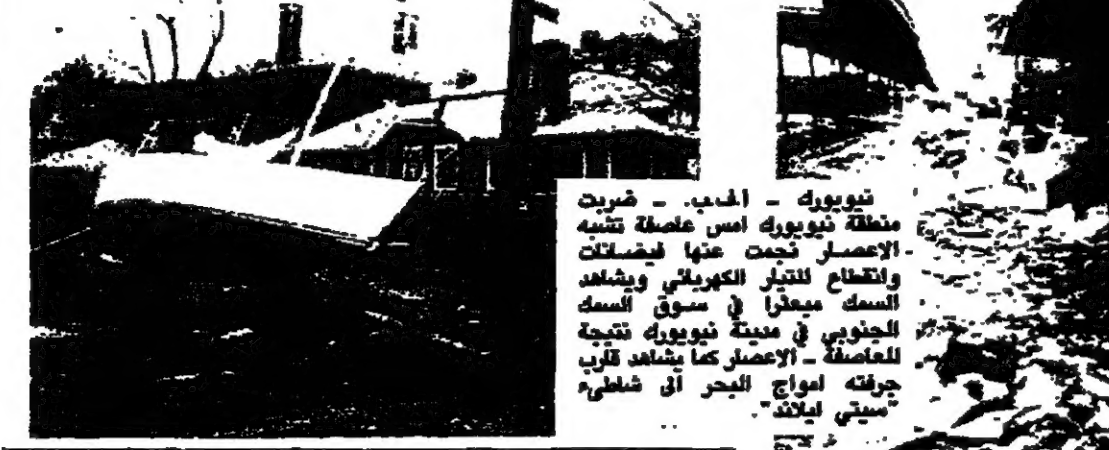 نيويورك - أ.ف.ب. - ضربت
منطقة نيويورك امس عاصفة تشبه
الاعصار نجمت عنها فيضانات
وانقطاع للتيار الكهربائي ويشاهد
السمك مبعثرا في سوق السمك
الجنوبي في مدينة نيويورك نتيجة
للعاصفة - الاعصار كما يشاهد قارب
جرفته امواج البحر الى شاطىء
"سيتي ايلاند".